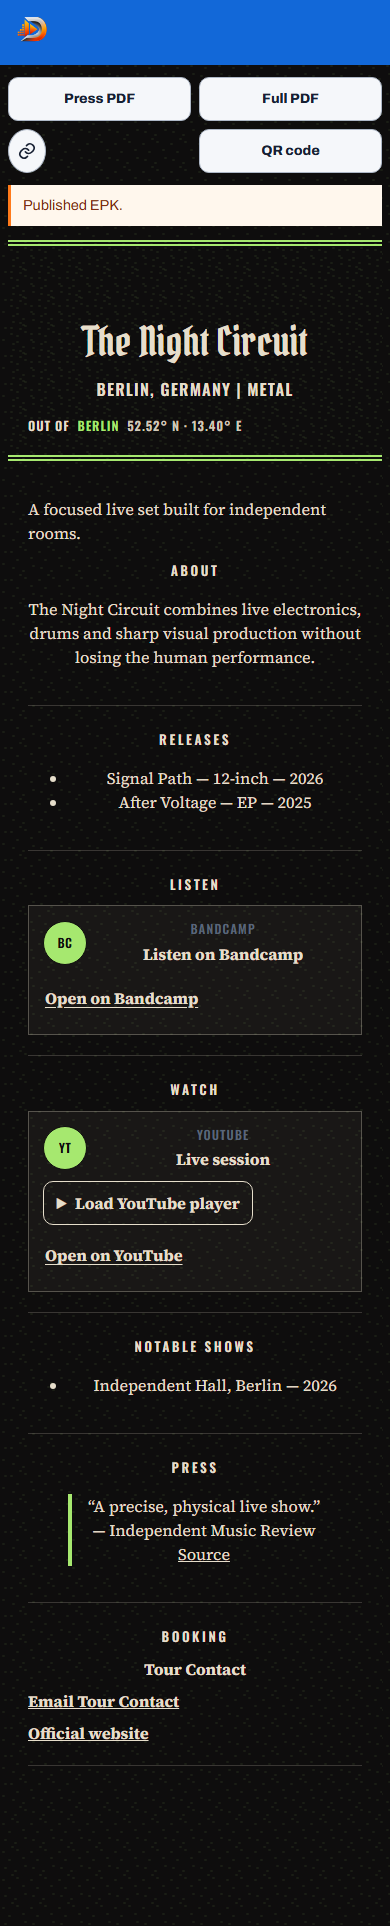 Press PDF
Full PDF
QR code
Published EPK.
The Night Circuit
BERLIN, GERMANY | METAL
OUT OF BERLIN 52.52° N · 13.40° E
A focused live set built for independent
rooms.
ABOUT
The Night Circuit combines live electronics,
drums and sharp visual production without
losing the human performance.
RELEASES
• Signal Path — 12-inch — 2026
• After Voltage — EP — 2025
LISTEN
BC
BANDCAMP
Listen on Bandcamp
Open on Bandcamp
WATCH
YT
YOUTUBE
Live session
▶ Load YouTube player
Open on YouTube
NOTABLE SHOWS
• Independent Hall, Berlin — 2026
PRESS
“A precise, physical live show.”
— Independent Music Review
Source
BOOKING
Tour Contact
Email Tour Contact
Official website